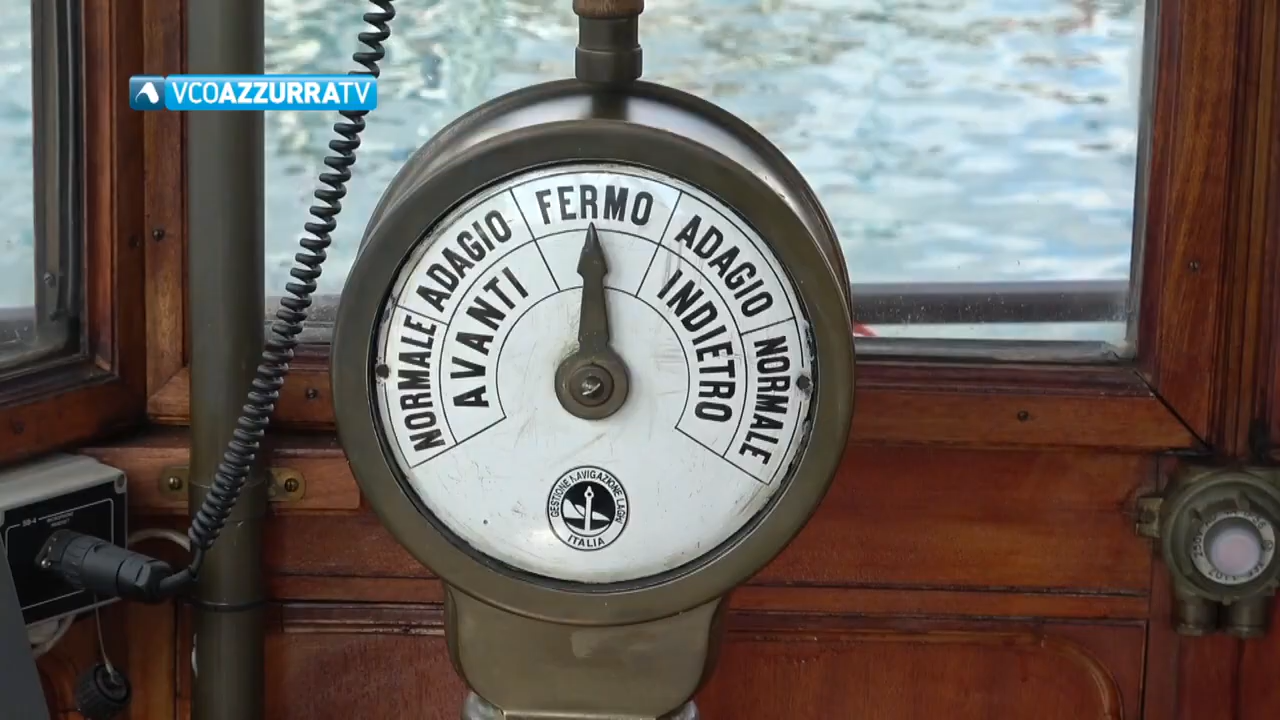 VCOAZZURRATV
FERMO
ADAGIO
ADAGIO
AVANTI
INDIETRO
NORMALE
NORMALE
GESTIONE NAVIGAZIONE LAGHI
ITALIA